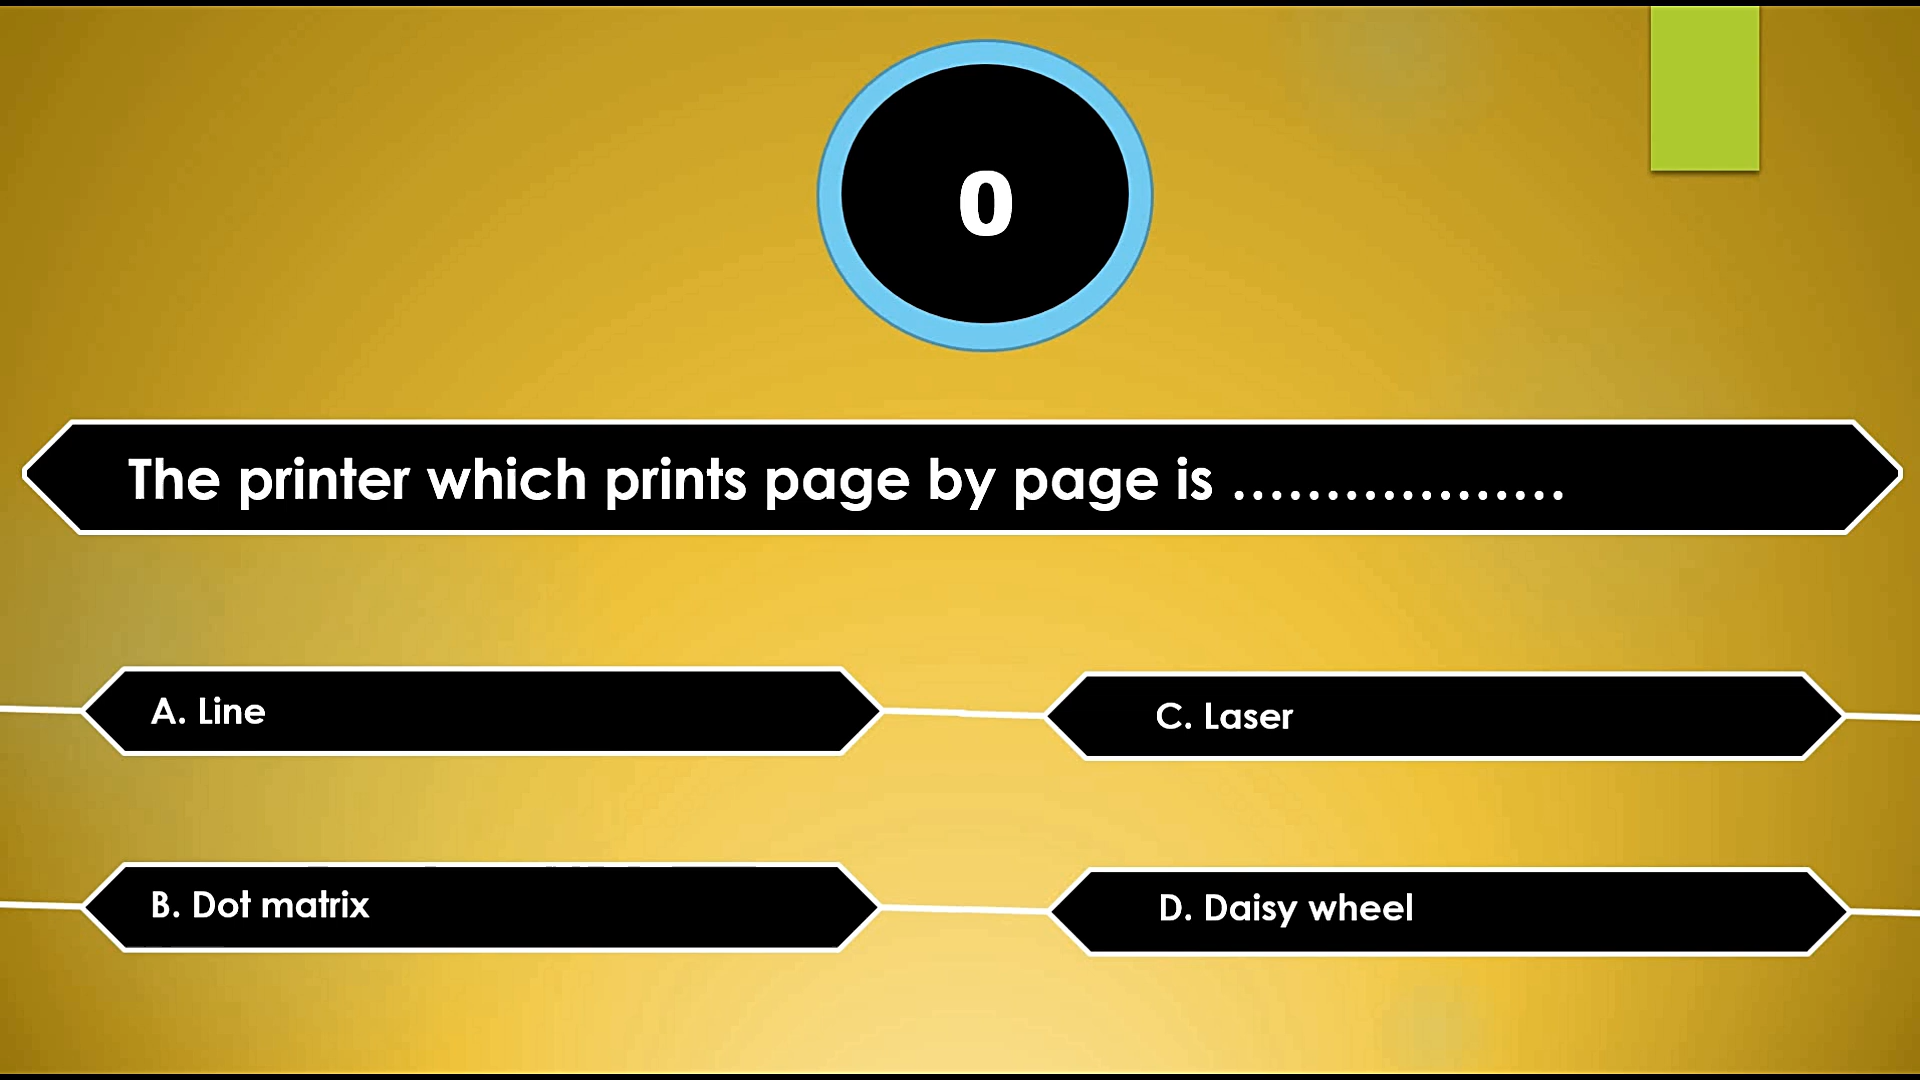 0
The printer which prints page by page is ..................
A. Line
C. Laser
B. Dot matrix
D. Daisy wheel